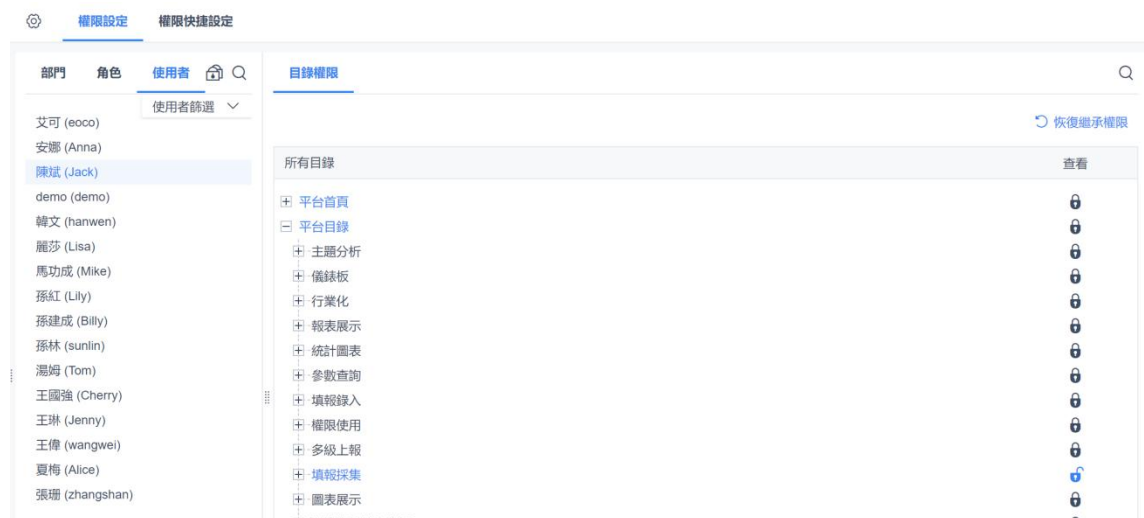 權限設定 權限快捷設定
部門 角色 使用者
使用者篩選
艾可 (eoco)
安娜 (Anna)
陳斌 (Jack)
demo (demo)
韓文 (hanwen)
麗莎 (Lisa)
馬功成 (Mike)
孫紅 (Lily)
孫建成 (Billy)
孫林 (sunlin)
湯姆 (Tom)
王國強 (Cherry)
王琳 (Jenny)
王偉 (wangwei)
夏梅 (Alice)
張珊 (zhangshan)
目錄權限
恢復繼承權限
所有目錄 查看
平台首頁
平台目錄
主題分析
儀錶板
行業化
報表展示
統計圖表
參數查詢
填報錄入
權限使用
多級上報
填報採集
圖表展示